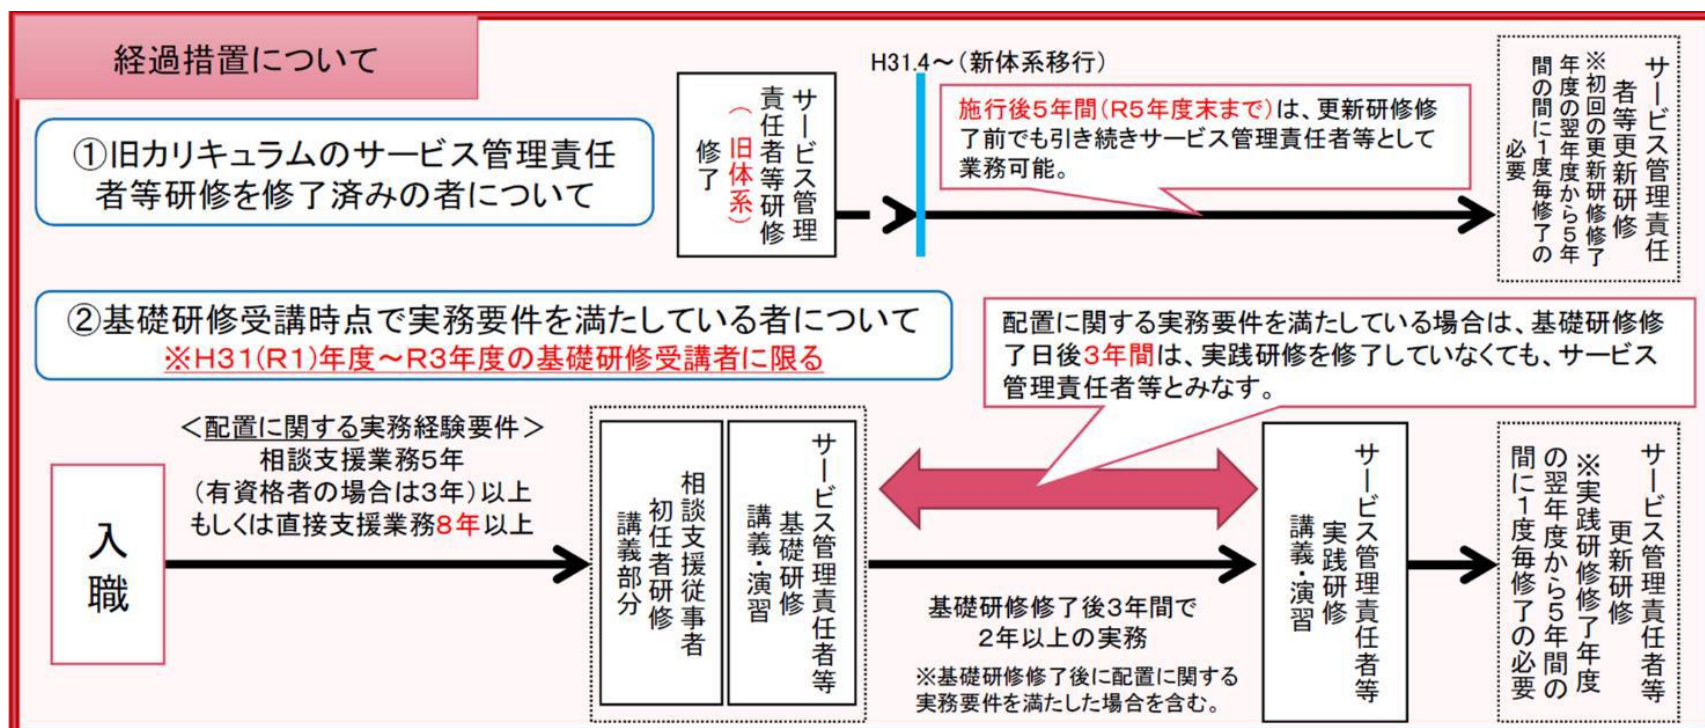 経過措置について
H31.4～(新体系移行)
①旧カリキュラムのサービス管理責任
者等研修を修了済みの者について
サービス管理
責任者等研修
(旧体系)
修了
施行後5年間(R5年度末まで)は、更新研修修
了前でも引き続きサービス管理責任者等として
業務可能。
サービス管理責任
者等更新研修
※初回の更新研修修了
年度の翌年度から5年
間の間に1度毎修了の
必要
②基礎研修受講時点で実務要件を満たしている者について
※H31(R1)年度～R3年度の基礎研修受講者に限る
配置に関する実務要件を満たしている場合は、基礎研修修
了日後3年間は、実践研修を修了していなくても、サービス
管理責任者等とみなす。
入職
＜配置に関する実務経験要件＞
相談支援業務5年
(有資格者の場合は3年)以上
もしくは直接支援業務8年以上
相談支援従事者
初任者研修
講義部分
サービス管理責任者等
基礎研修
講義・演習
基礎研修修了後3年間で
2年以上の実務
※基礎研修修了後に配置に関する
実務要件を満たした場合を含む。
サービス管理責任者等
実践研修
講義・演習
サービス管理責任者等
更新研修
※実践研修修了年度
の翌年度から5年間の
間に1度毎修了の必要